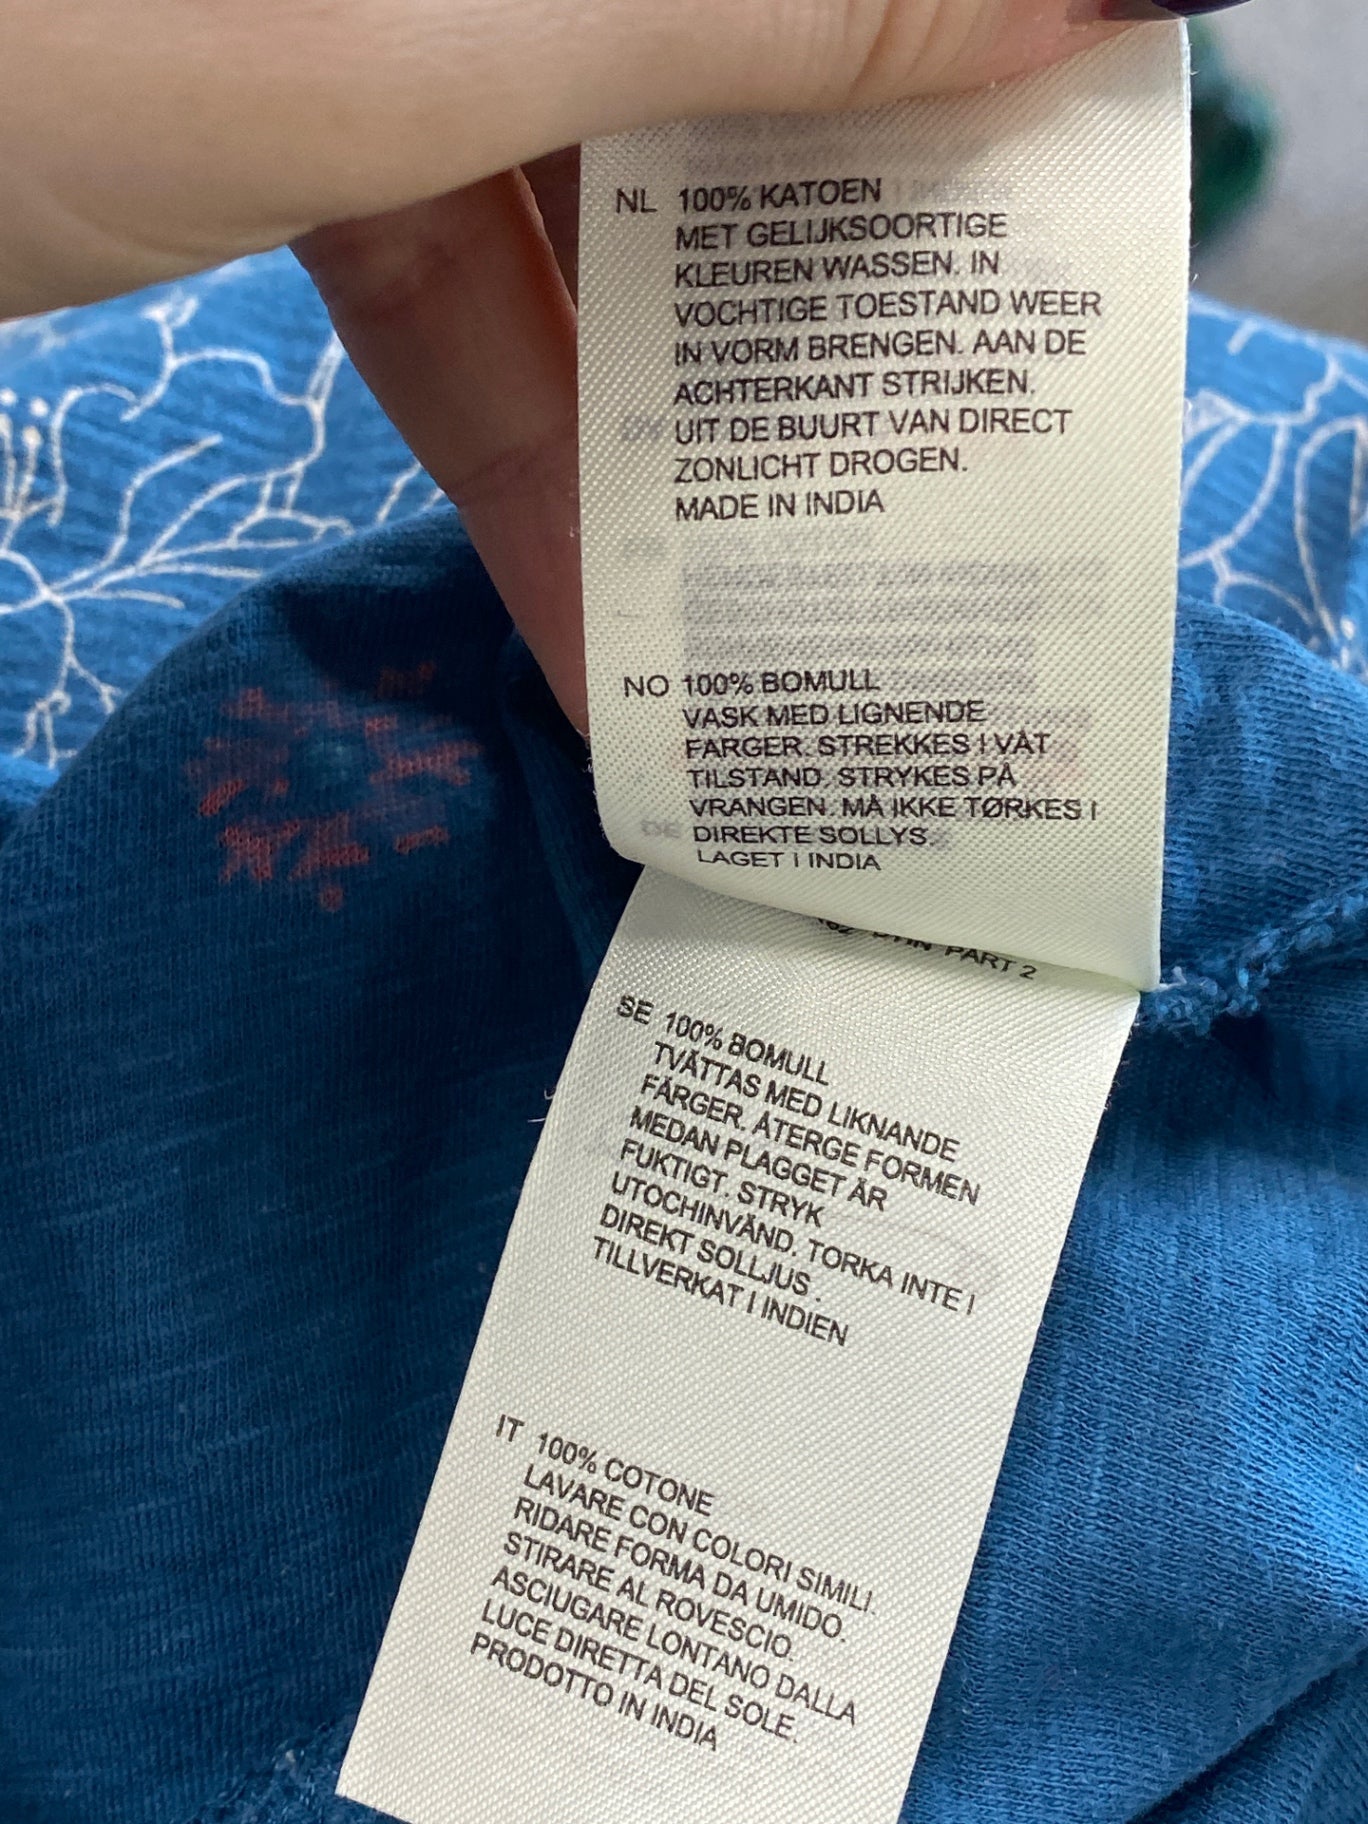 NL 100% KATOEN
MET GELIJKSOORTIGE
KLEUREN WASSEN. IN
VOCHTIGE TOESTAND WEER
IN VORM BRENGEN. AAN DE
ACHTERKANT STRIJKEN.
UIT DE BUURT VAN DIRECT
ZONLICHT DROGEN.
MADE IN INDIA
NO 100% BOMULL
VASK MED LIGNENDE
FARGER. STREKKES I VÅT
TILSTAND. STRYKES PÅ
VRANGEN. MÅ IKKE TØRKES I
DIREKTE SOLLYS.
LAGET I INDIA
PART 2
SE 100% BOMULL
TVÄTTAS MED LIKNANDE
FÄRGER. ÅTERGE FORMEN
MEDAN PLAGGET ÄR
FUKTIGT. STRYK
UTOCHINVÄND. TORKA INTE I
DIREKT SOLLJUS .
TILLVERKAT I INDIEN
IT 100% COTONE
LAVARE CON COLORI SIMILI.
RIDARE FORMA DA UMIDO.
STIRARE AL ROVESCIO.
ASCIUGARE LONTANO DALLA
LUCE DIRETTA DEL SOLE.
PRODOTTO IN INDIA